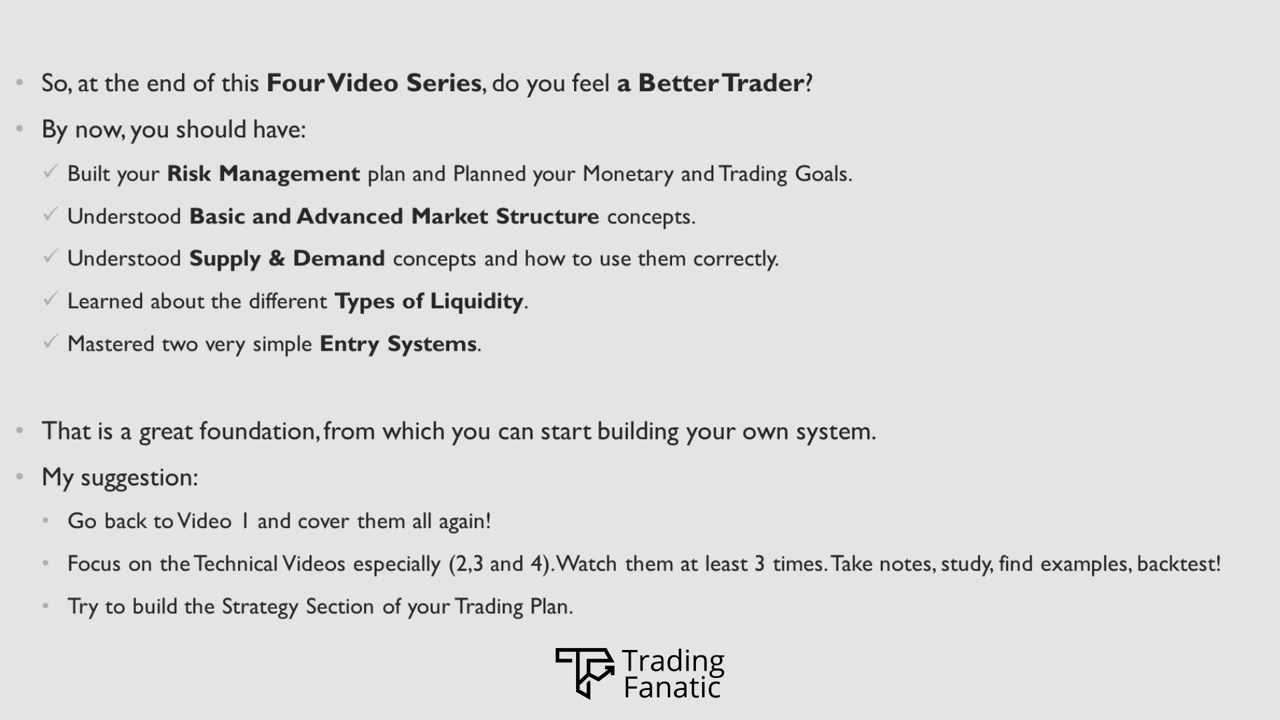 • So, at the end of this Four Video Series, do you feel a Better Trader?
• By now, you should have:
✓ Built your Risk Management plan and Planned your Monetary and Trading Goals.
✓ Understood Basic and Advanced Market Structure concepts.
✓ Understood Supply & Demand concepts and how to use them correctly.
✓ Learned about the different Types of Liquidity.
✓ Mastered two very simple Entry Systems.
• That is a great foundation, from which you can start building your own system.
• My suggestion:
• Go back to Video 1 and cover them all again!
• Focus on the Technical Videos especially (2,3 and 4). Watch them at least 3 times. Take notes, study, find examples, backtest!
• Try to build the Strategy Section of your Trading Plan.
Trading
Fanatic